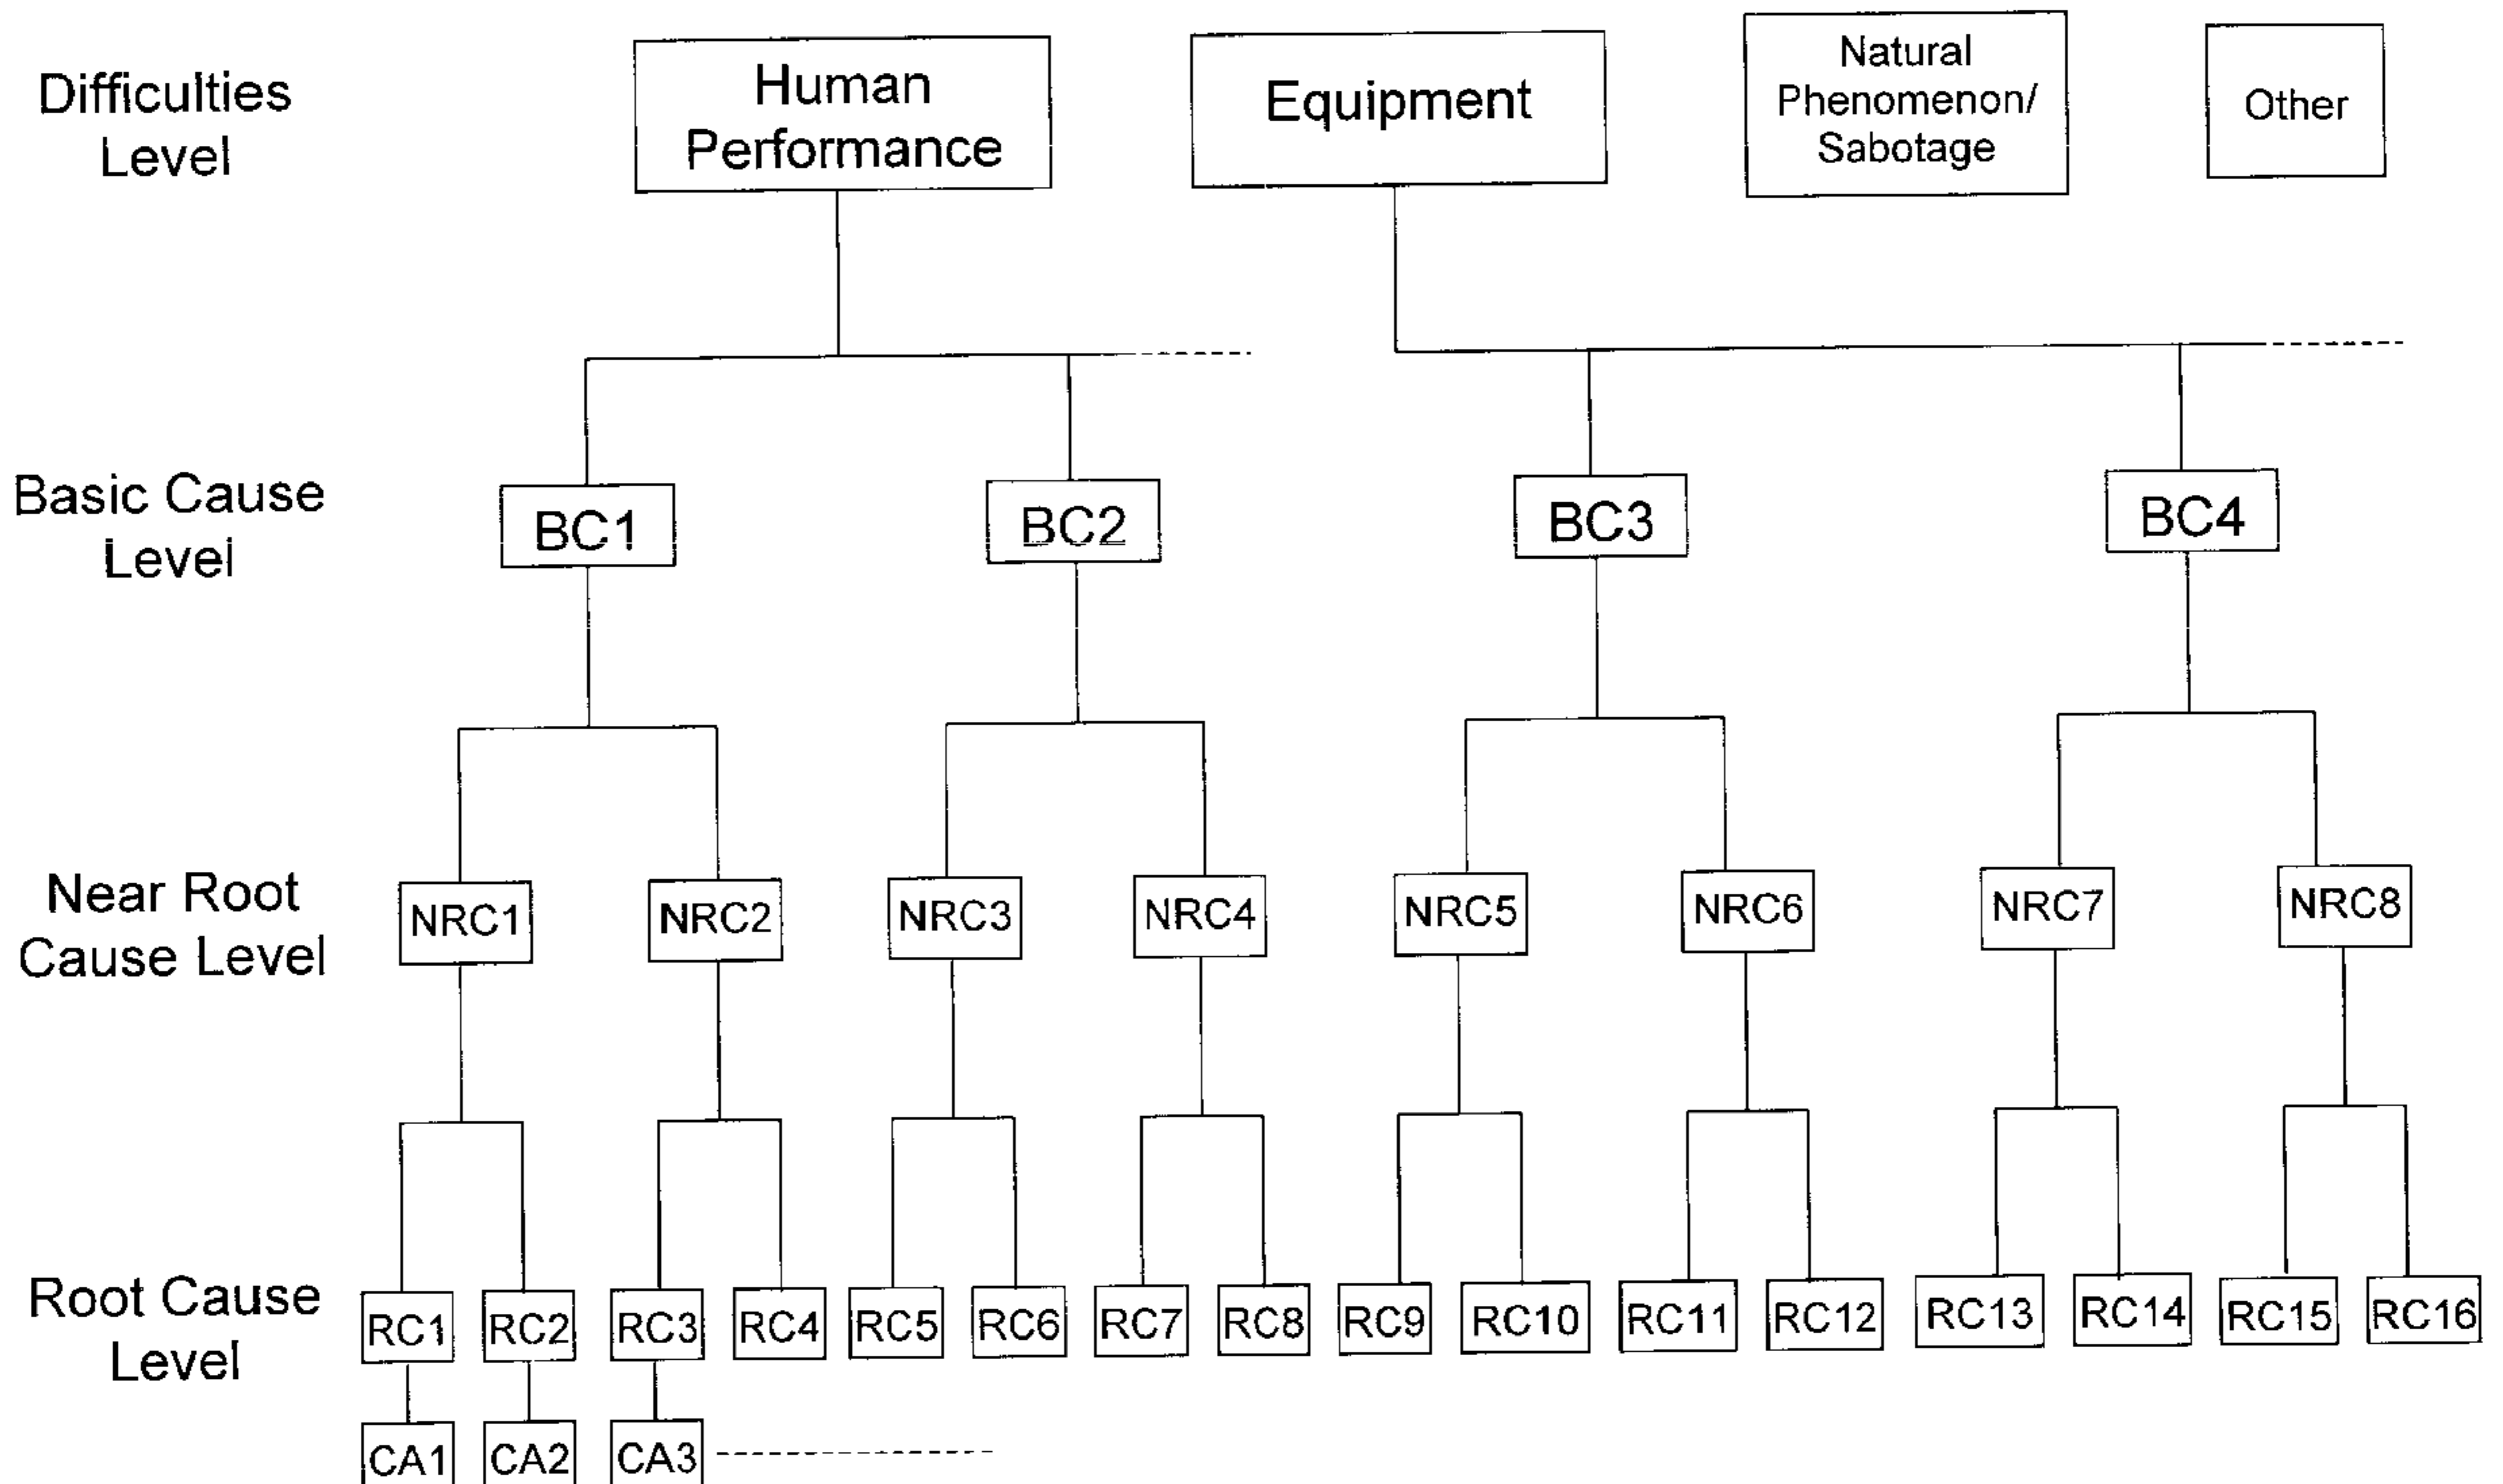 Difficulties
Level
Human
Performance
Equipment
Natural
Phenomenon/
Sabotage
Other
Basic Cause
Level
BC1
BC2
BC3
BC4
Near Root
Cause Level
NRC1
NRC2
NRC3
NRC4
NRC5
NRC6
NRC7
NRC8
Root Cause
Level
RC1
RC2
RC3
RC4
RC5
RC6
RC7
RC8
RC9
RC10
RC11
RC12
RC13
RC14
RC15
RC16
CA1
CA2
CA3